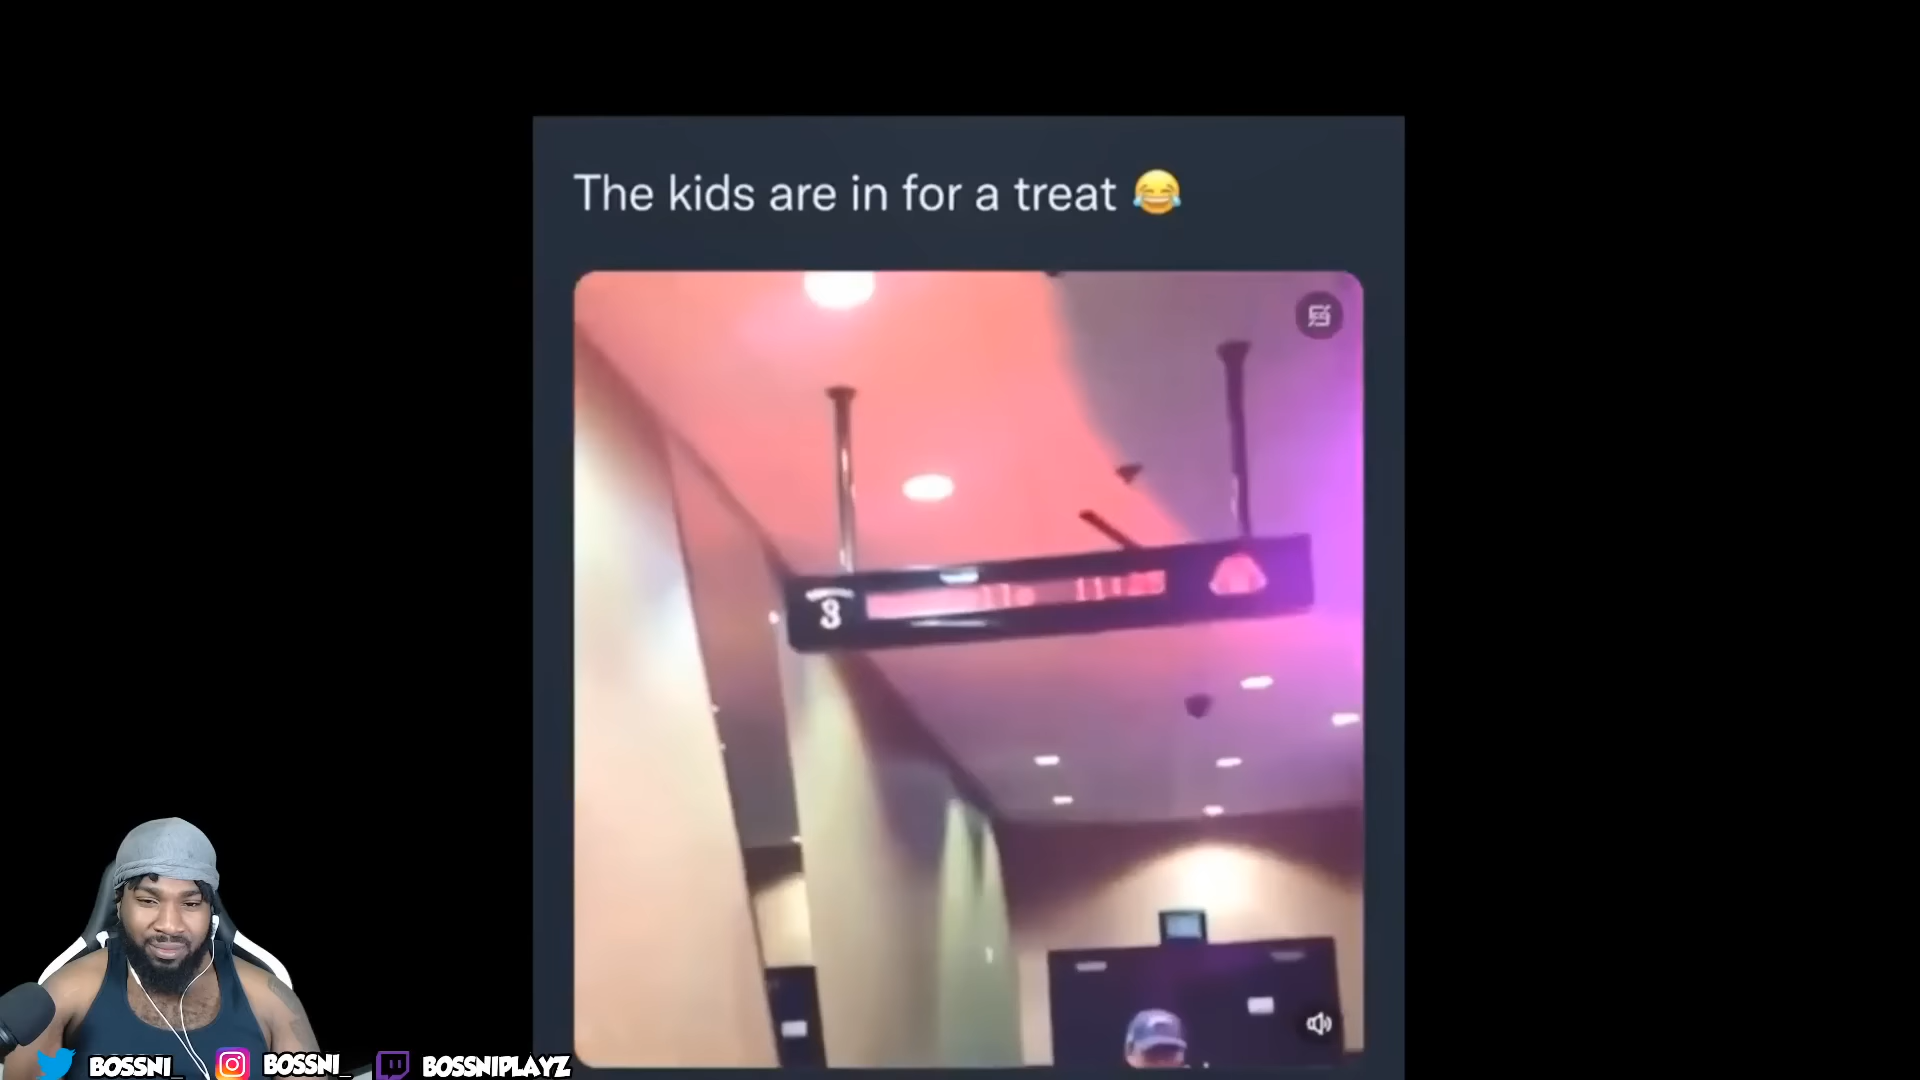 The kids are in for a treat 😂
3
BOSSNI_
BOSSNI_
BOSSNIPLAYZ